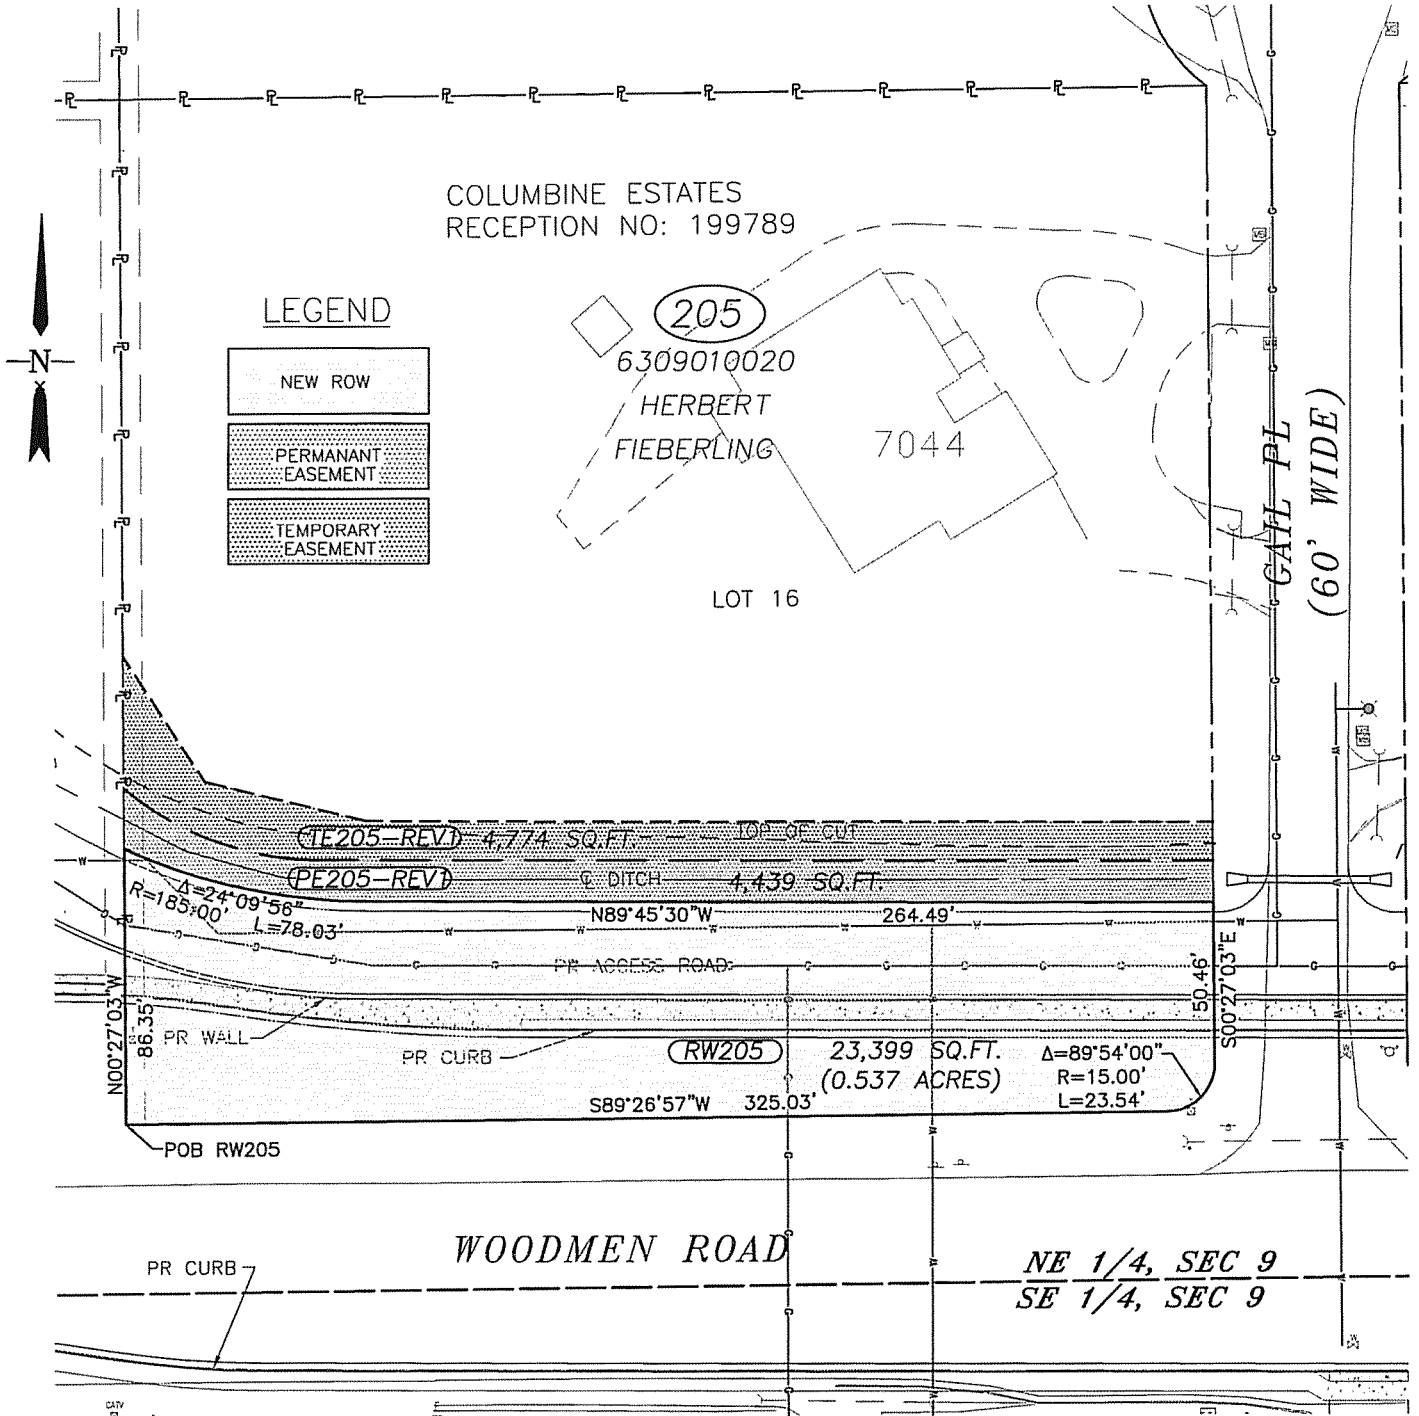 COLUMBINE ESTATES
RECEPTION NO: 199789
LEGEND
NEW ROW
PERMANANT
EASEMENT
TEMPORARY
EASEMENT
N
205
6309010020
HERBERT
FIEBERLING
7044
LOT 16
GAIL PL
(60' WIDE)
TE205-REV1 4,774 SQ.FT. TOP OF CUT
PE205-REV1 ℄ DITCH 4,439 SQ.FT.
Δ=24°09'56"
R=185.00'
L=78.03'
N89°45'30"W 264.49'
PR ACCESS ROAD
N00°27'03"W
86.35'
50.46'
S00°27'03"E
PR WALL
PR CURB
RW205 23,399 SQ.FT.
(0.537 ACRES)
Δ=89°54'00"
R=15.00'
L=23.54'
S89°26'57"W 325.03'
POB RW205
WOODMEN ROAD
PR CURB
NE 1/4, SEC 9
SE 1/4, SEC 9
CATV